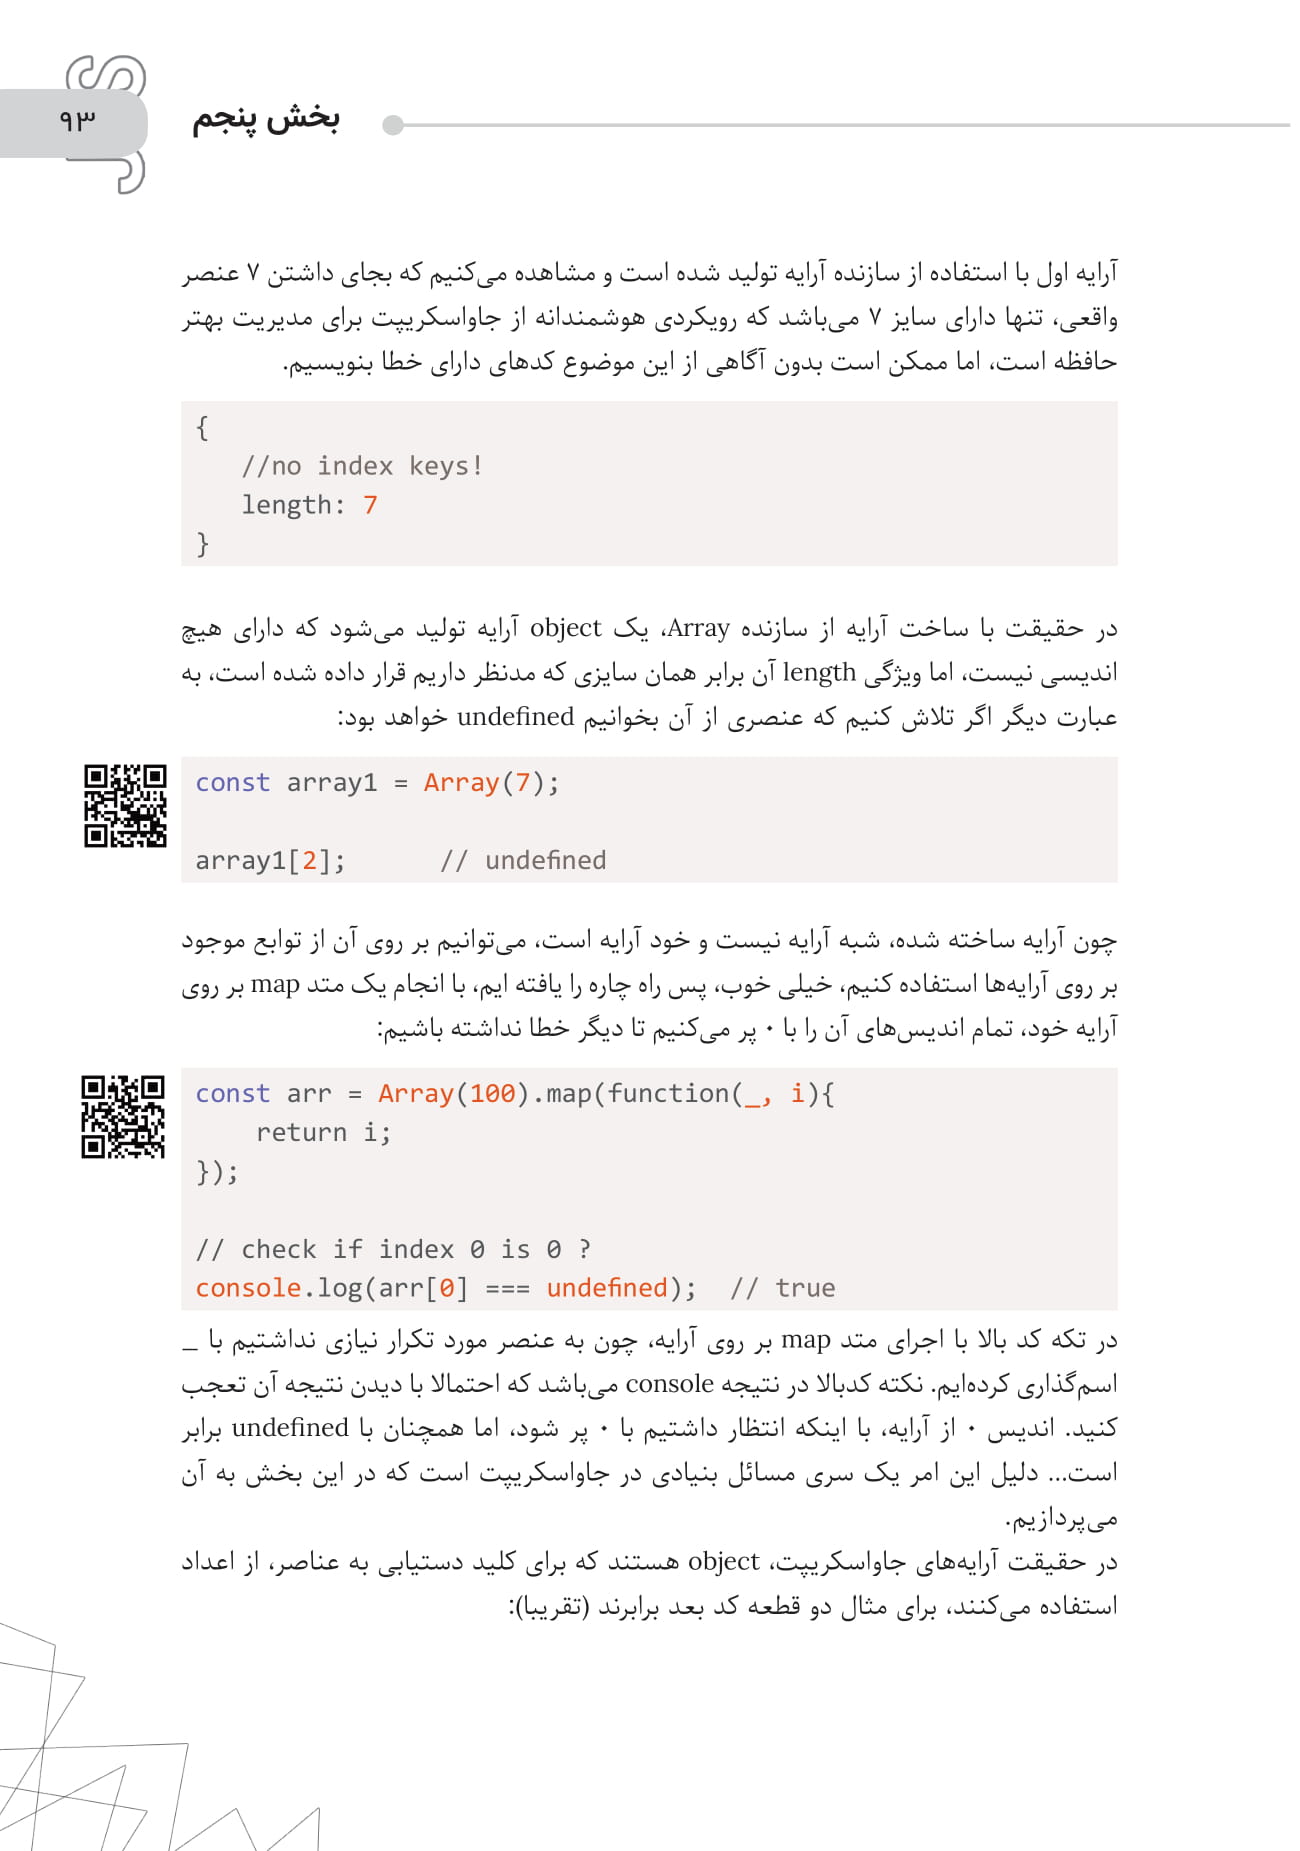 ۹۳
بخش پنجم
آرایه اول با استفاده از سازنده آرایه تولید شده است و مشاهده می‌کنیم که بجای داشتن ۷ عنصر
واقعی، تنها دارای سایز ۷ می‌باشد که رویکردی هوشمندانه از جاواسکریپت برای مدیریت بهتر
حافظه است، اما ممکن است بدون آگاهی از این موضوع کدهای دارای خطا بنویسیم.
{
   //no index keys!
   length: 7
}
در حقیقت با ساخت آرایه از سازنده Array، یک object آرایه تولید می‌شود که دارای هیچ
اندیسی نیست، اما ویژگی length آن برابر همان سایزی که مدنظر داریم قرار داده شده است، به
عبارت دیگر اگر تلاش کنیم که عنصری از آن بخوانیم undefined خواهد بود:
const array1 = Array(7);
array1[2];      // undefined
چون آرایه ساخته شده، شبه آرایه نیست و خود آرایه است، می‌توانیم بر روی آن از توابع موجود
بر روی آرایه‌ها استفاده کنیم، خیلی خوب، پس راه چاره را یافته ایم، با انجام یک متد map بر روی
آرایه خود، تمام اندیس‌های آن را با ۰ پر می‌کنیم تا دیگر خطا نداشته باشیم:
const arr = Array(100).map(function(_, i){
    return i;
});
// check if index 0 is 0 ?
console.log(arr[0] === undefined);  // true
در تکه کد بالا با اجرای متد map بر روی آرایه، چون به عنصر مورد تکرار نیازی نداشتیم با _
اسم‌گذاری کرده‌ایم. نکته کدبالا در نتیجه console می‌باشد که احتمالا با دیدن نتیجه آن تعجب
کنید. اندیس ۰ از آرایه، با اینکه انتظار داشتیم با ۰ پر شود، اما همچنان با undefined برابر
است... دلیل این امر یک سری مسائل بنیادی در جاواسکریپت است که در این بخش به آن
می‌پردازیم.
در حقیقت آرایه‌های جاواسکریپت، object هستند که برای کلید دستیابی به عناصر، از اعداد
استفاده می‌کنند، برای مثال دو قطعه کد بعد برابرند (تقریبا):